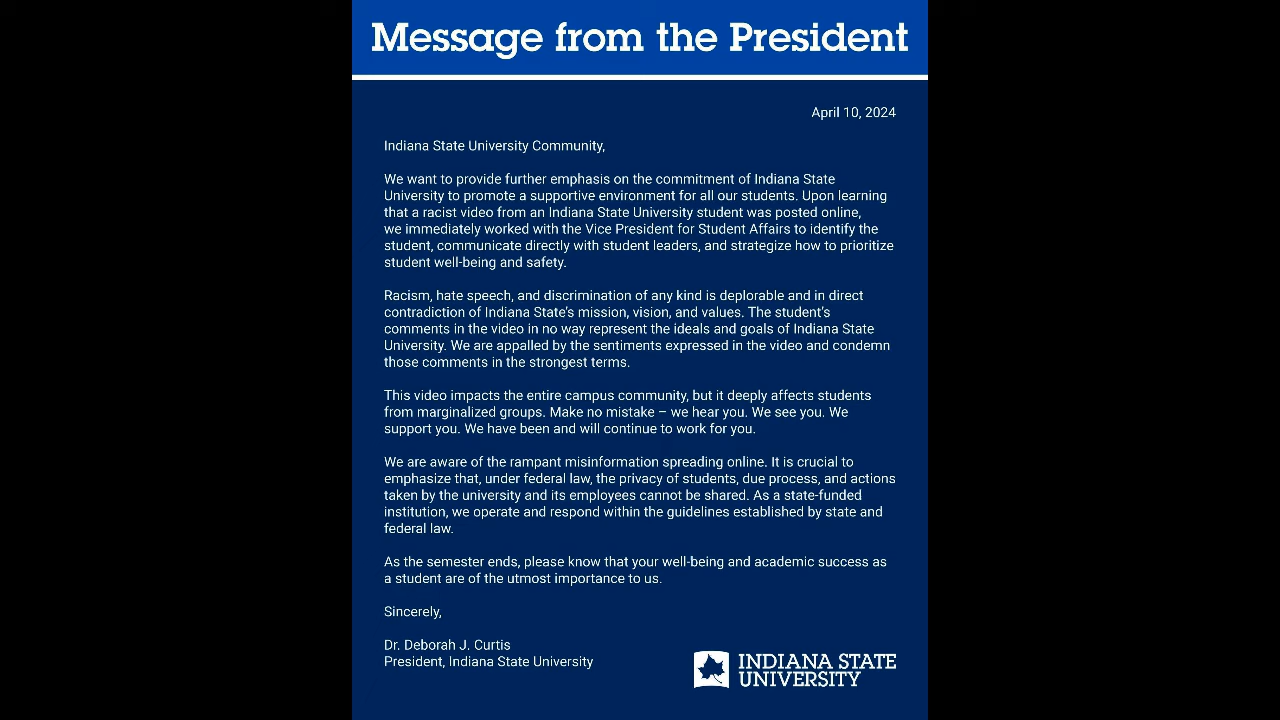 Message from the President
April 10, 2024
Indiana State University Community,
We want to provide further emphasis on the commitment of Indiana State
University to promote a supportive environment for all our students. Upon learning
that a racist video from an Indiana State University student was posted online,
we immediately worked with the Vice President for Student Affairs to identify the
student, communicate directly with student leaders, and strategize how to prioritize
student well-being and safety.
Racism, hate speech, and discrimination of any kind is deplorable and in direct
contradiction of Indiana State's mission, vision, and values. The student's
comments in the video in no way represent the ideals and goals of Indiana State
University. We are appalled by the sentiments expressed in the video and condemn
those comments in the strongest terms.
This video impacts the entire campus community, but it deeply affects students
from marginalized groups. Make no mistake – we hear you. We see you. We
support you. We have been and will continue to work for you.
We are aware of the rampant misinformation spreading online. It is crucial to
emphasize that, under federal law, the privacy of students, due process, and actions
taken by the university and its employees cannot be shared. As a state-funded
institution, we operate and respond within the guidelines established by state and
federal law.
As the semester ends, please know that your well-being and academic success as
a student are of the utmost importance to us.
Sincerely,
Dr. Deborah J. Curtis
President, Indiana State University
INDIANA STATE
UNIVERSITY